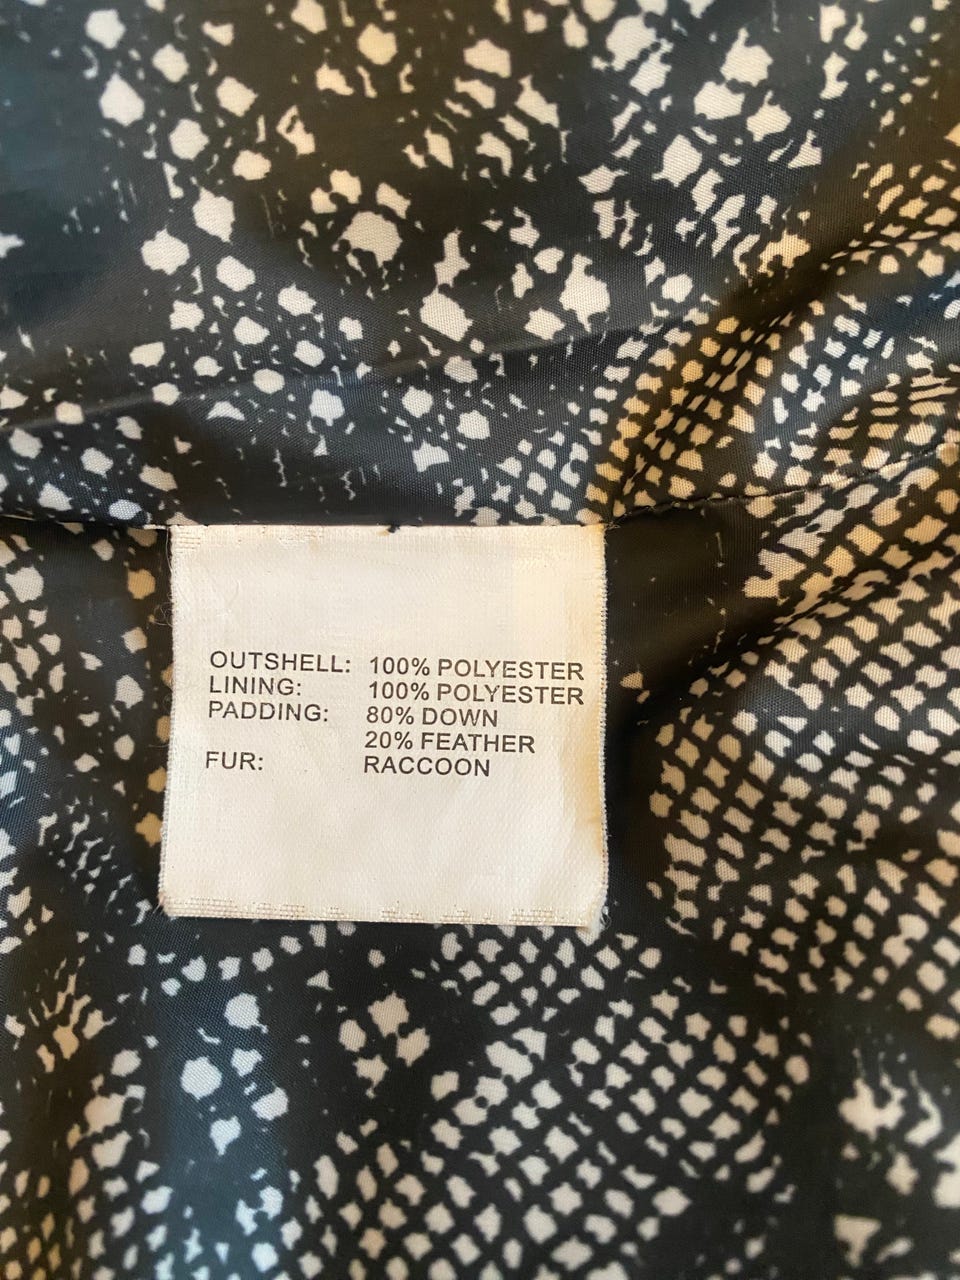 OUTSHELL: 100% POLYESTER
LINING: 100% POLYESTER
PADDING: 80% DOWN
20% FEATHER
FUR: RACCOON